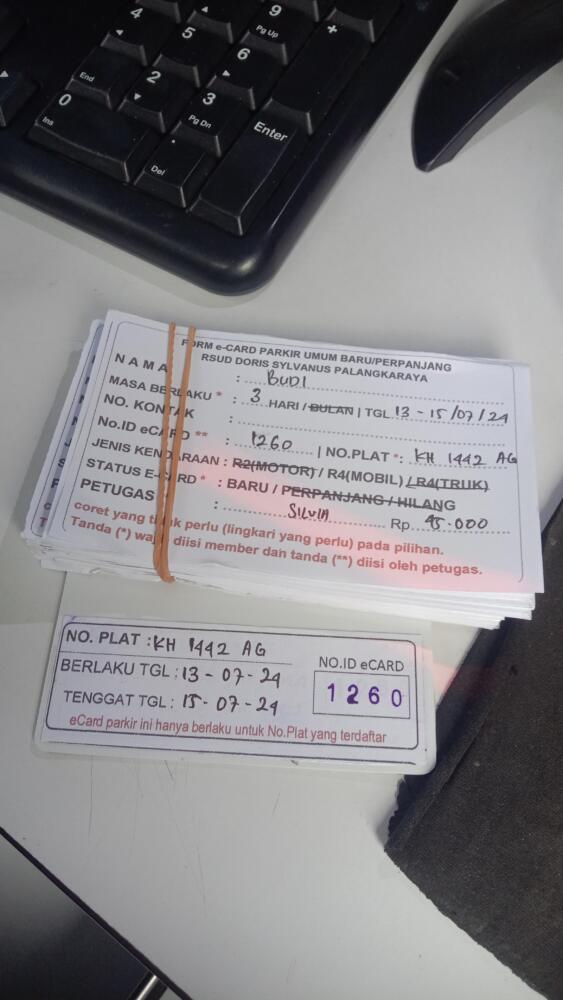 4
5
6
9
Pg Up
+
End
2
3
Pg Dn
0
Ins
.
Del
Enter
FORM e-CARD PARKIR UMUM BARU/PERPANJANG
RSUD DORIS SYLVANUS PALANGKARAYA
NAMA : BUDI
MASA BERLAKU * : 3 HARI / BULAN | TGL 13 - 15/07/24
NO. KONTAK :
No.ID eCARD ** : 1260 | NO.PLAT *: KH 1442 AG
JENIS KENDARAAN : R2(MOTOR) / R4(MOBIL) / R4(TRUK)
STATUS E-CARD * : BARU / PERPANJANG / HILANG
PETUGAS : SILVIA Rp 45.000
coret yang tidak perlu (lingkari yang perlu) pada pilihan.
Tanda (*) wajib diisi member dan tanda (**) diisi oleh petugas.
NO. PLAT : KH 1442 AG
BERLAKU TGL : 13 - 07 - 24
TENGGAT TGL : 15 - 07 - 24
NO.ID eCARD
1260
eCard parkir ini hanya berlaku untuk No.Plat yang terdaftar